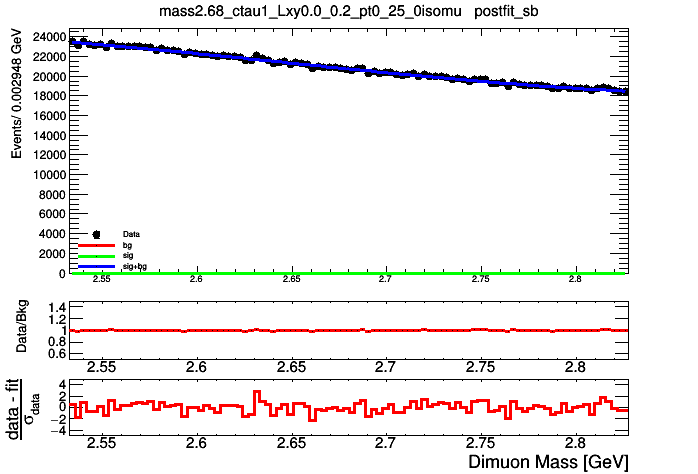 mass2.68_ctau1_Lxy0.0_0.2_pt0_25_0isomu postfit_sb
Events/ 0.002948 GeV
24000
22000
20000
18000
16000
14000
12000
10000
8000
6000
4000
2000
0
Data
bg
sig
sig+bg
2.55 2.6 2.65 2.7 2.75 2.8
Data/Bkg
1.4
1.2
1
0.8
0.6
2.55 2.6 2.65 2.7 2.75 2.8
data - fit
σdata
4
2
0
−2
−4
2.55 2.6 2.65 2.7 2.75 2.8
Dimuon Mass [GeV]